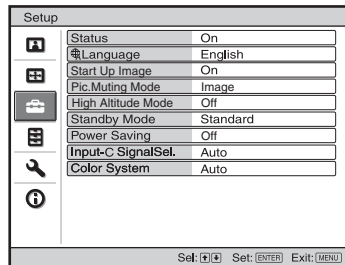 Setup
Status On
Language English
Start Up Image On
Pic.Muting Mode Image
High Altitude Mode Off
Standby Mode Standard
Power Saving Off
Input-C SignalSel. Auto
Color System Auto
Sel: Set: ENTER Exit: MENU